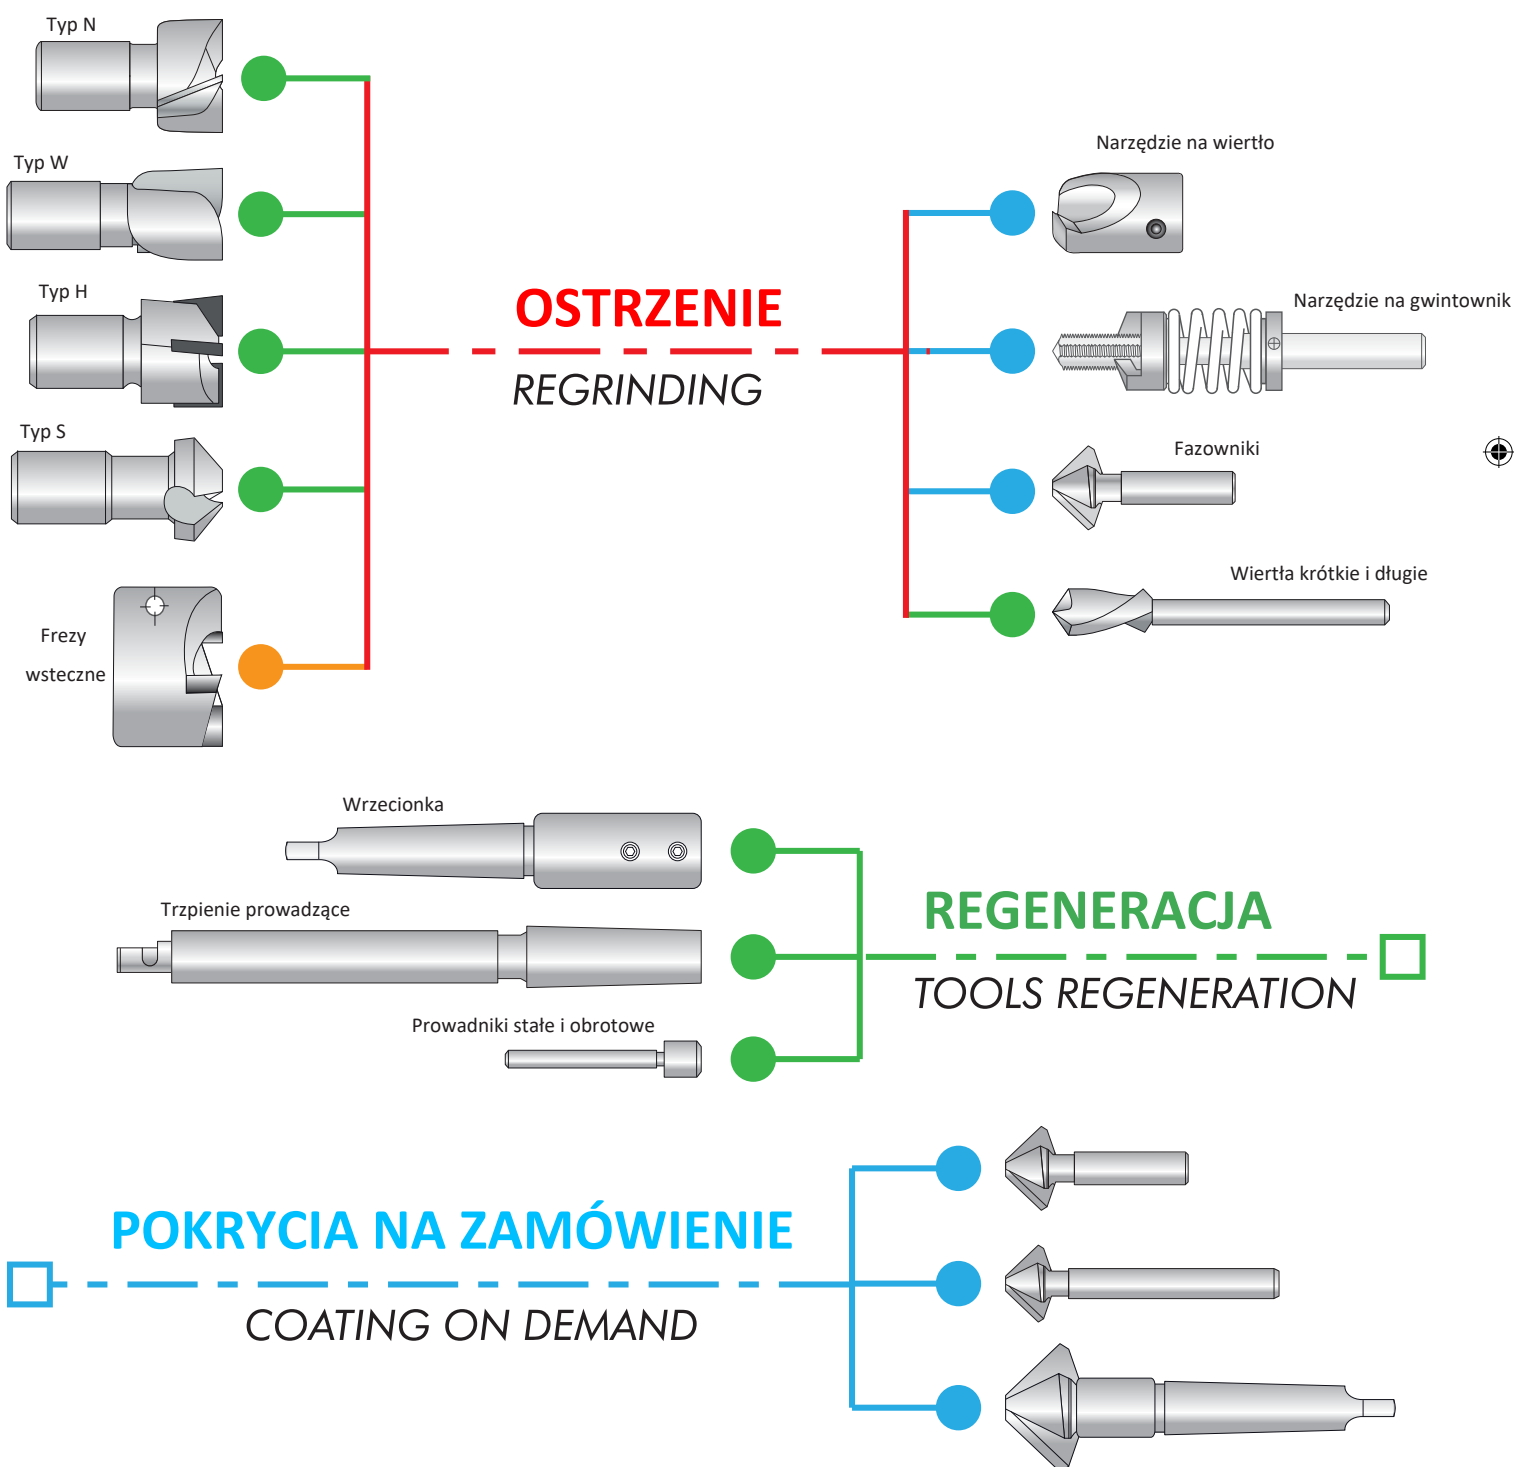 Typ N
Typ W
Typ H
Typ S
Frezy
wsteczne
OSTRZENIE
REGRINDING
Narzędzie na wiertło
Narzędzie na gwintownik
Fazowniki
Wiertła krótkie i długie
Wrzecionka
Trzpienie prowadzące
Prowadniki stałe i obrotowe
REGENERACJA
TOOLS REGENERATION
POKRYCIA NA ZAMÓWIENIE
COATING ON DEMAND